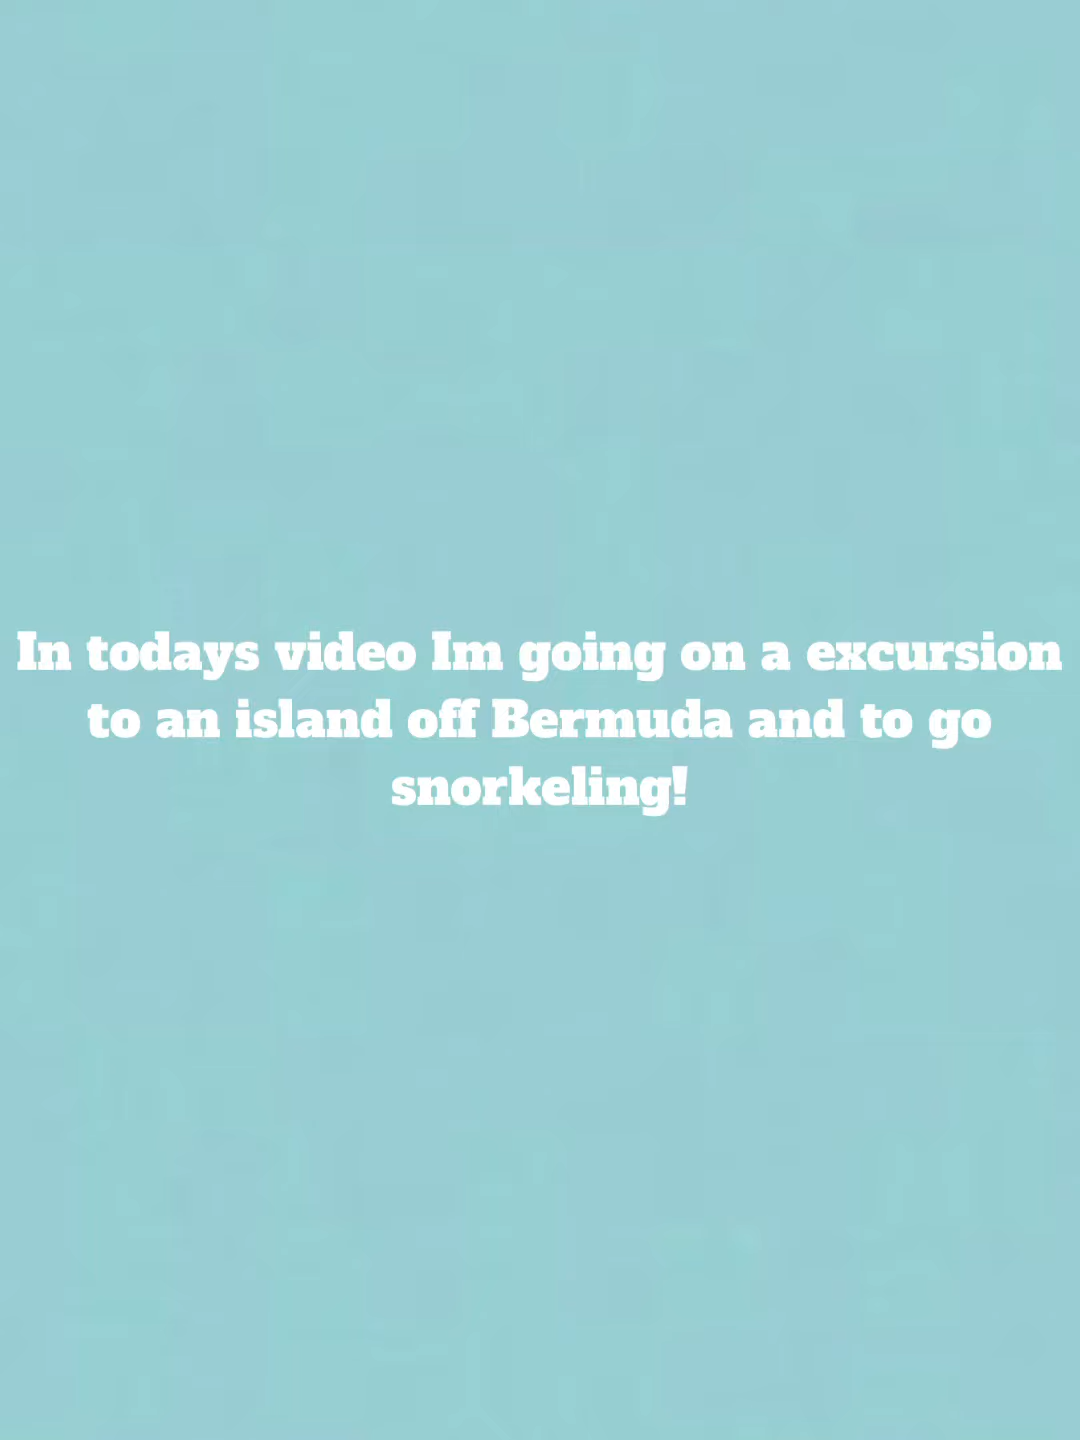 In todays video Im going on a excursion
to an island off Bermuda and to go
snorkeling!